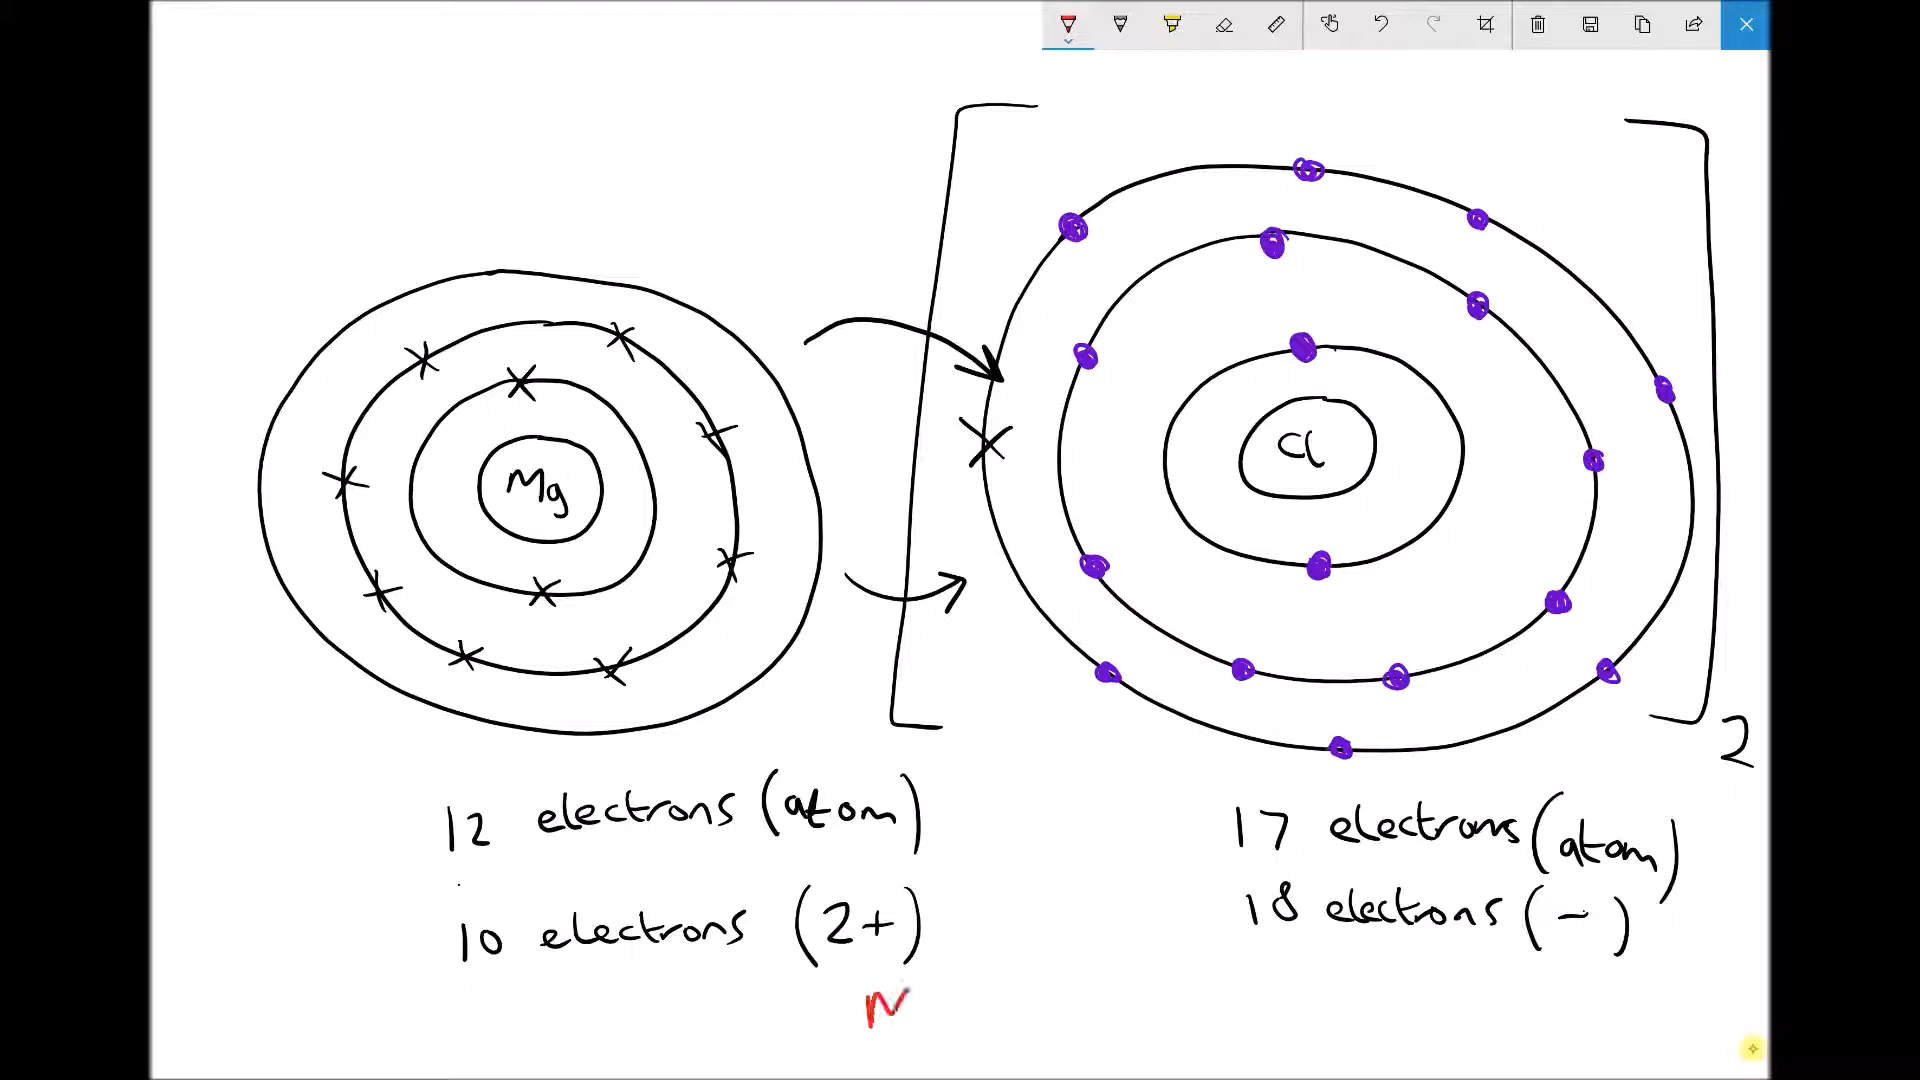 Mg
Cl
2
12 electrons (atom)
10 electrons (2+)
17 electrons (atom)
18 electrons (-)